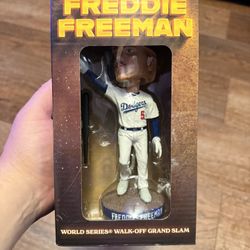 FREDDIE
FREEMAN
Dodgers
5
FREDDIE FREEMAN
WORLD SERIES® WALK-OFF GRAND SLAM